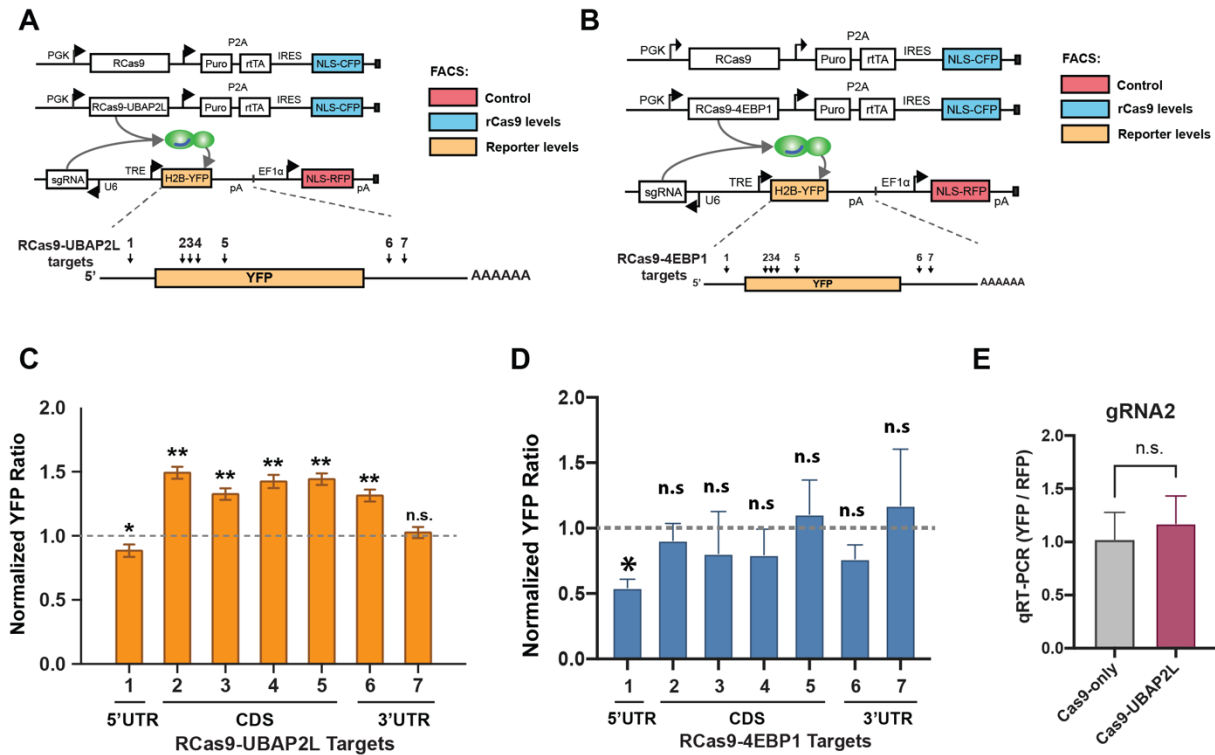 A
PGK
RCas9
P2A
Puro
rtTA
IRES
NLS-CFP
PGK
RCas9-UBAP2L
P2A
Puro
rtTA
IRES
NLS-CFP
FACS:
Control
rCas9 levels
Reporter levels
sgRNA
U6
TRE
H2B-YFP
pA
EF1α
NLS-RFP
pA
RCas9-UBAP2L
targets
1 234 5 6 7
5' YFP AAAAAA
B
PGK
RCas9
P2A
Puro
rtTA
IRES
NLS-CFP
PGK
RCas9-4EBP1
P2A
Puro
rtTA
IRES
NLS-CFP
FACS:
Control
rCas9 levels
Reporter levels
sgRNA
U6
TRE
H2B-YFP
pA
EF1α
NLS-RFP
pA
RCas9-4EBP1
targets
1 234 5 6 7
5' YFP AAAAAA
C
Normalized YFP Ratio
2.0
1.5
1.0
0.5
0.0
* ** ** ** ** ** n.s.
1 2 3 4 5 6 7
5'UTR CDS 3'UTR
RCas9-UBAP2L Targets
D
Normalized YFP Ratio
2.0
1.5
1.0
0.5
0.0
* n.s n.s n.s n.s n.s n.s
1 2 3 4 5 6 7
5'UTR CDS 3'UTR
RCas9-4EBP1 Targets
E
gRNA2
qRT-PCR (YFP / RFP)
2.0
1.5
1.0
0.5
0.0
n.s.
Cas9-only
Cas9-UBAP2L